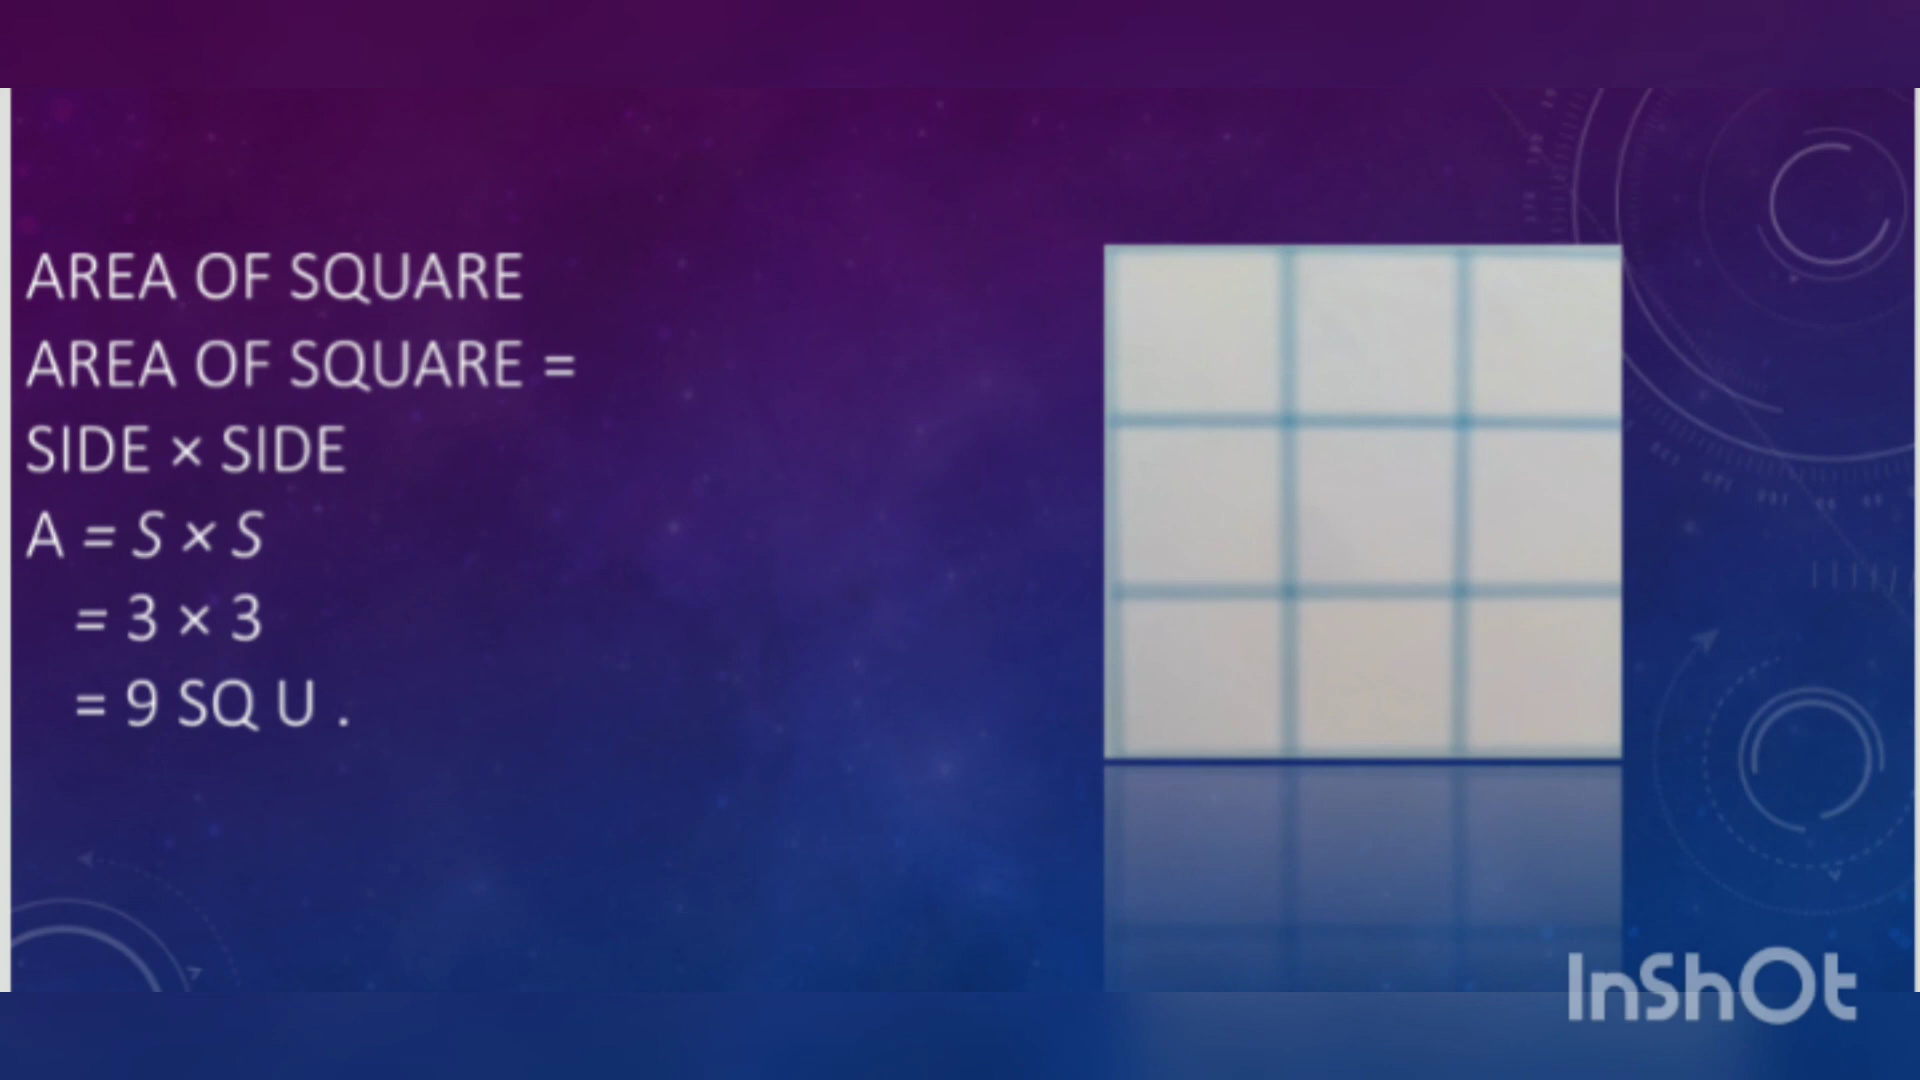 AREA OF SQUARE
AREA OF SQUARE =
SIDE × SIDE
A = S × S
= 3 × 3
= 9 SQ U .
InShOt